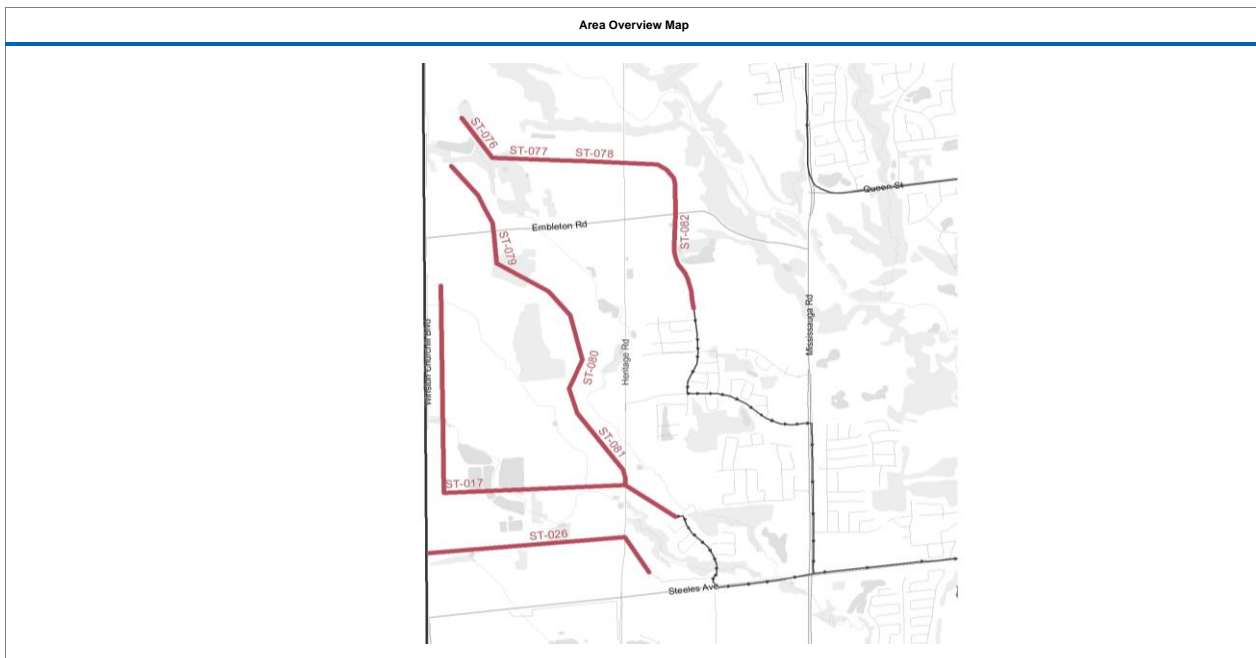 Area Overview Map
ST-076
ST-077
ST-078
Queen St
Embleton Rd
ST-079
ST-082
Winston Churchill Blvd
Heritage Rd
Mississauga Rd
ST-080
ST-081
ST-017
ST-026
Steeles Ave